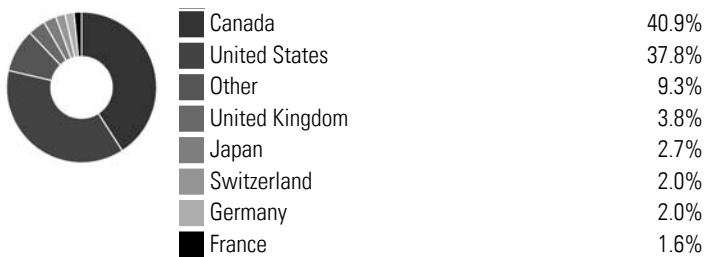 Canada 40.9%
United States 37.8%
Other 9.3%
United Kingdom 3.8%
Japan 2.7%
Switzerland 2.0%
Germany 2.0%
France 1.6%